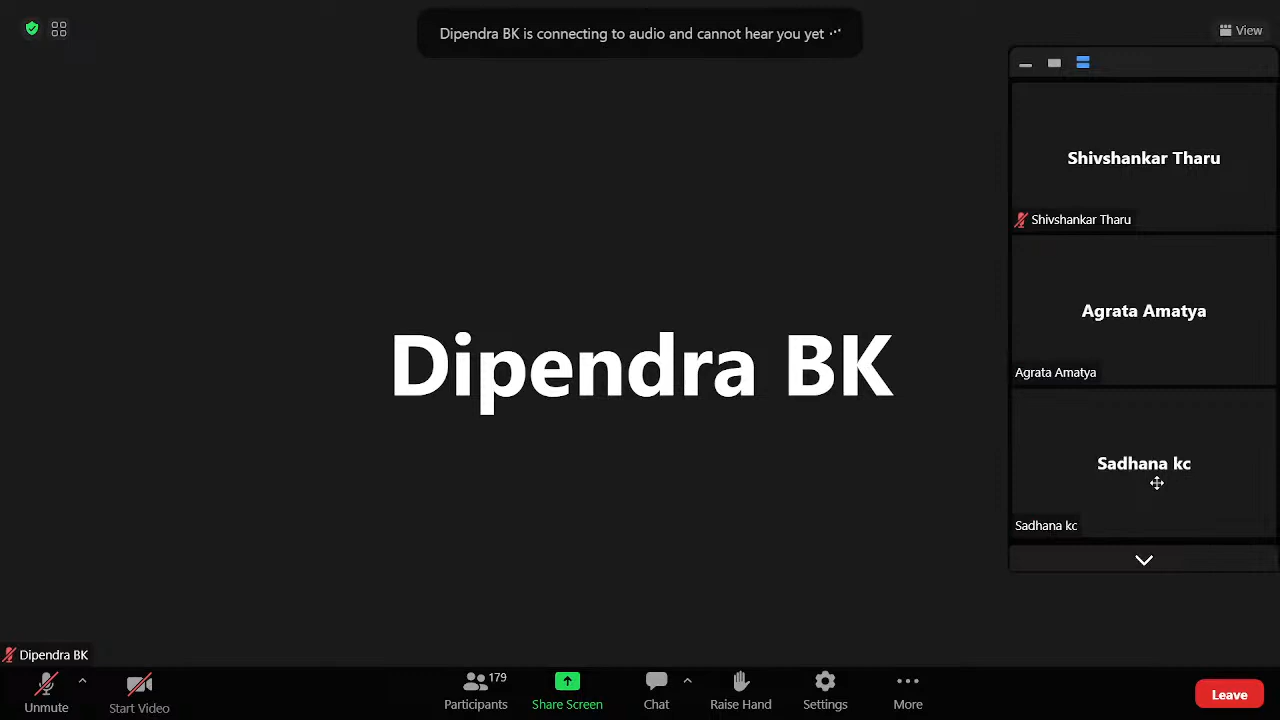 Dipendra BK is connecting to audio and cannot hear you yet ···
View
Shivshankar Tharu
Shivshankar Tharu
Agrata Amatya
Agrata Amatya
Dipendra BK
Sadhana kc
Sadhana kc
Dipendra BK
Unmute
Start Video
179
Participants
Share Screen
Chat
Raise Hand
Settings
More
Leave